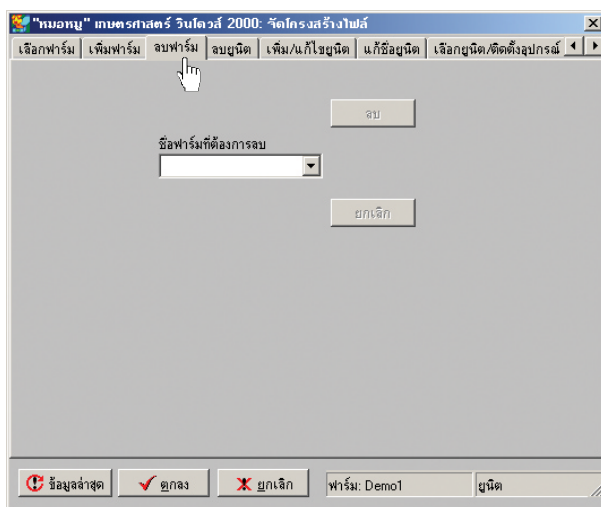 "หมอหมู" เกษตรศาสตร์ วินโดวส์ 2000: จัดโครงสร้างไฟล์
เลือกฟาร์ม เพิ่มฟาร์ม ลบฟาร์ม ลบยูนิต เพิ่ม/แก้ไขยูนิต แก้ชื่อยูนิต เลือกยูนิต/ติดตั้งอุปกรณ์
ลบ
ชื่อฟาร์มที่ต้องการลบ
ยกเลิก
ข้อมูลล่าสุด ตกลง ยกเลิก ฟาร์ม: Demo1 ยูนิต